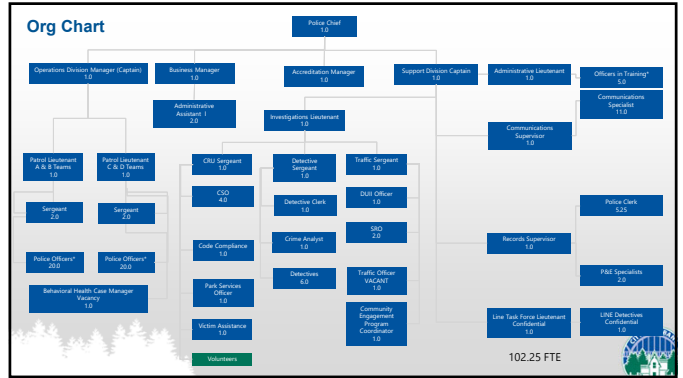 Org Chart
Police Chief
1.0
Operations Division Manager (Captain)
1.0
Business Manager
1.0
Accreditation Manager
1.0
Support Division Captain
1.0
Administrative Lieutenant
1.0
Officers in Training*
5.0
Administrative
Assistant I
2.0
Communications
Specialist
11.0
Investigations Lieutenant
1.0
Communications
Supervisor
1.0
Patrol Lieutenant
A & B Teams
1.0
Patrol Lieutenant
C & D Teams
1.0
CRU Sergeant
1.0
Detective
Sergeant
1.0
Traffic Sergeant
1.0
CSO
4.0
Detective Clerk
1.0
DUII Officer
1.0
Sergeant
2.0
Sergeant
2.0
Police Clerk
5.25
Code Compliance
1.0
Crime Analyst
1.0
SRO
2.0
Records Supervisor
1.0
Police Officers*
20.0
Police Officers*
20.0
Detectives
6.0
Traffic Officer
VACANT
1.0
P&E Specialists
2.0
Behavioral Health Case Manager
Vacancy
1.0
Park Services
Officer
1.0
Victim Assistance
1.0
Community
Engagement
Program
Coordinator
1.0
Line Task Force Lieutenant
Confidential
1.0
LINE Detectives
Confidential
1.0
Volunteers
102.25 FTE